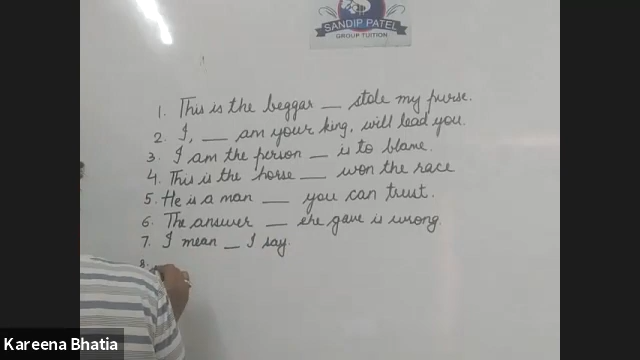 SANDIP PATEL
GROUP TUITION
1. This is the beggar __ stole my purse.
2. I, __ am your king, will lead you.
3. I am the person _ is to blame.
4. This is the horse __ won the race
5. He is a man __ you can trust.
6. The answer __ ehe gave is wrong.
7. I mean _ I say.
8.
Kareena Bhatia